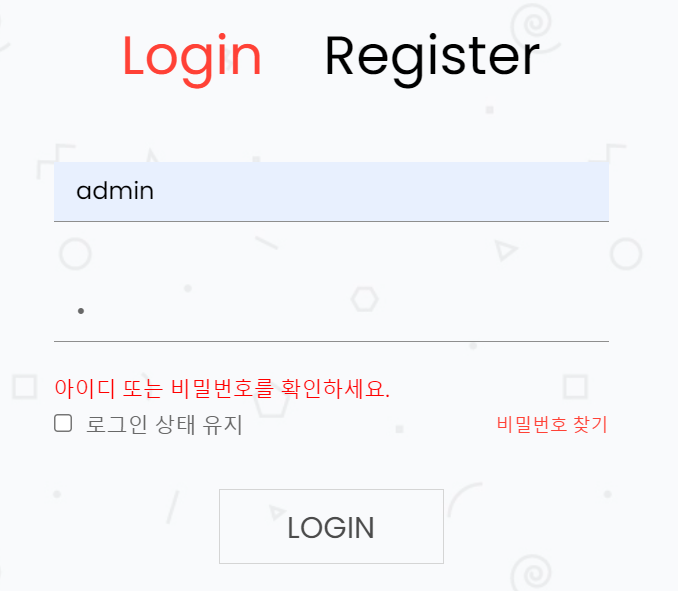 Login Register
admin
•
아이디 또는 비밀번호를 확인하세요.
로그인 상태 유지 비밀번호 찾기
LOGIN